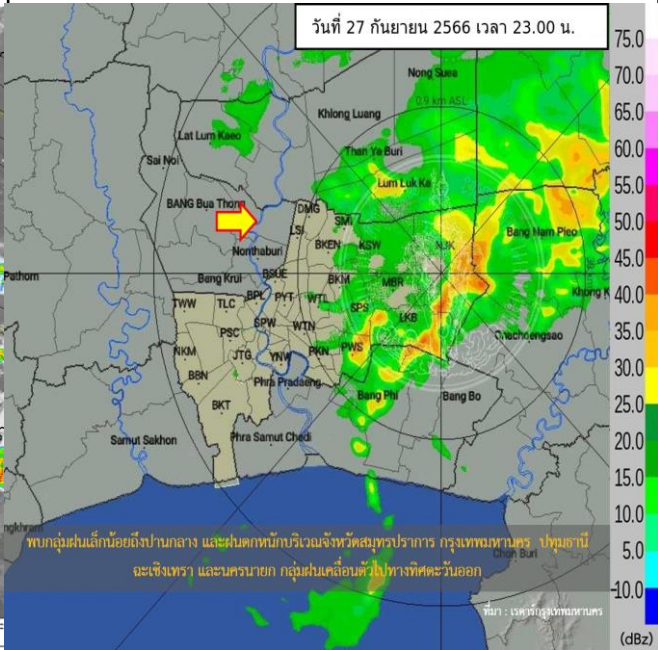 วันที่ 27 กันยายน 2566 เวลา 23.00 น.
75.0
70.0
65.0
60.0
55.0
50.0
45.0
40.0
35.0
30.0
25.0
20.0
15.0
10.0
5.0
-10.0
(dBz)
Nong Suea
0.9 km ASL
Khlong Luang
Lat Lum Kaeo
Than Ya Buri
Sai Noi
Lum Luk Ka
BANG Bua Thong
DMG
SMI
LSI
BKEN
KSW
NJK
Bang Nam Pieo
Nonthaburi
Pathom
Bang Krui
BSUE
BKM
MBR
Khong K
TWW
TLC
BPL
PYT
WTL
SPS
LKB
PSC
SPW
WTN
Chachoengsao
NKM
JTG
YNW
PKN
PWS
BBN
Phra Pradaeng
Bang Phi
Bang Bo
BKT
Samut Sakhon
Phra Samut Chedi
พบกลุ่มฝนเล็กน้อยถึงปานกลาง และฝนตกหนักบริเวณจังหวัดสมุทรปราการ กรุงเทพมหานคร ปทุมธานี
ฉะเชิงเทรา และนครนายก กลุ่มฝนเคลื่อนตัวไปทางทิศตะวันออก
Chon Buri
ที่มา : เรดาร์กรุงเทพมหานคร